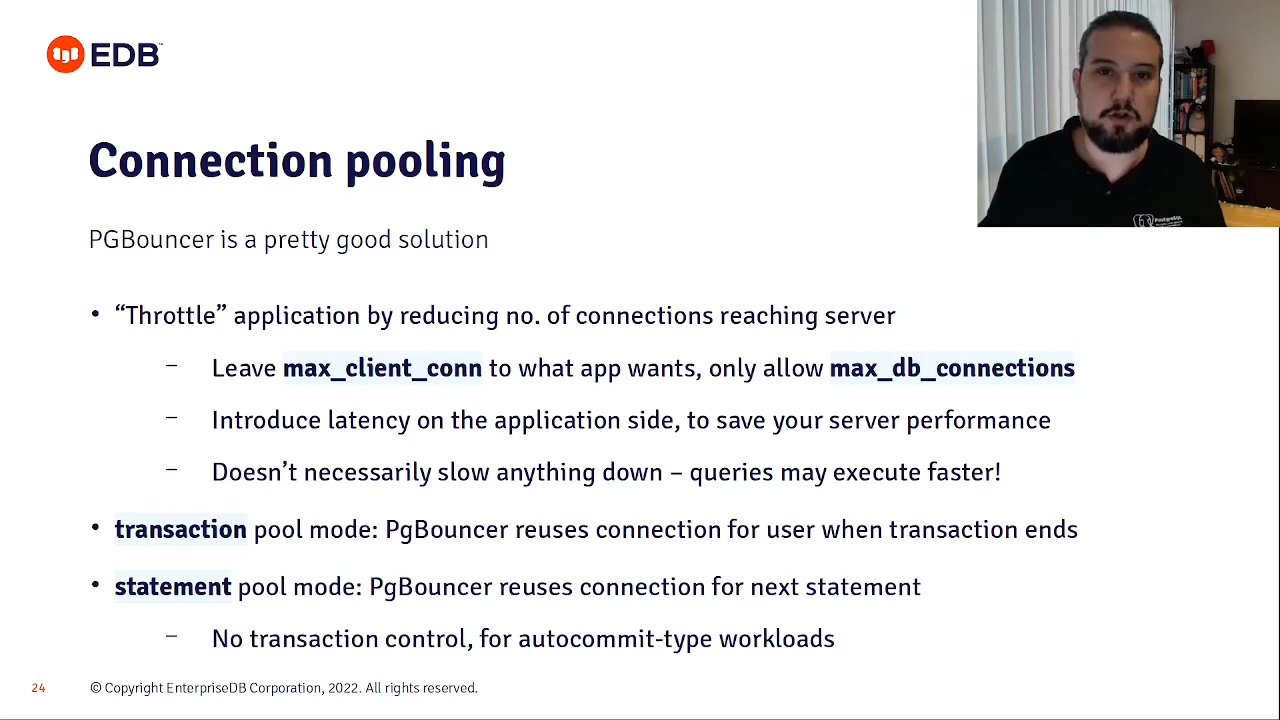 EDB
Connection pooling
PGBouncer is a pretty good solution
• “Throttle” application by reducing no. of connections reaching server
– Leave max_client_conn to what app wants, only allow max_db_connections
– Introduce latency on the application side, to save your server performance
– Doesn’t necessarily slow anything down – queries may execute faster!
• transaction pool mode: PgBouncer reuses connection for user when transaction ends
• statement pool mode: PgBouncer reuses connection for next statement
– No transaction control, for autocommit-type workloads
24
© Copyright EnterpriseDB Corporation, 2022. All rights reserved.
PostgreSQL